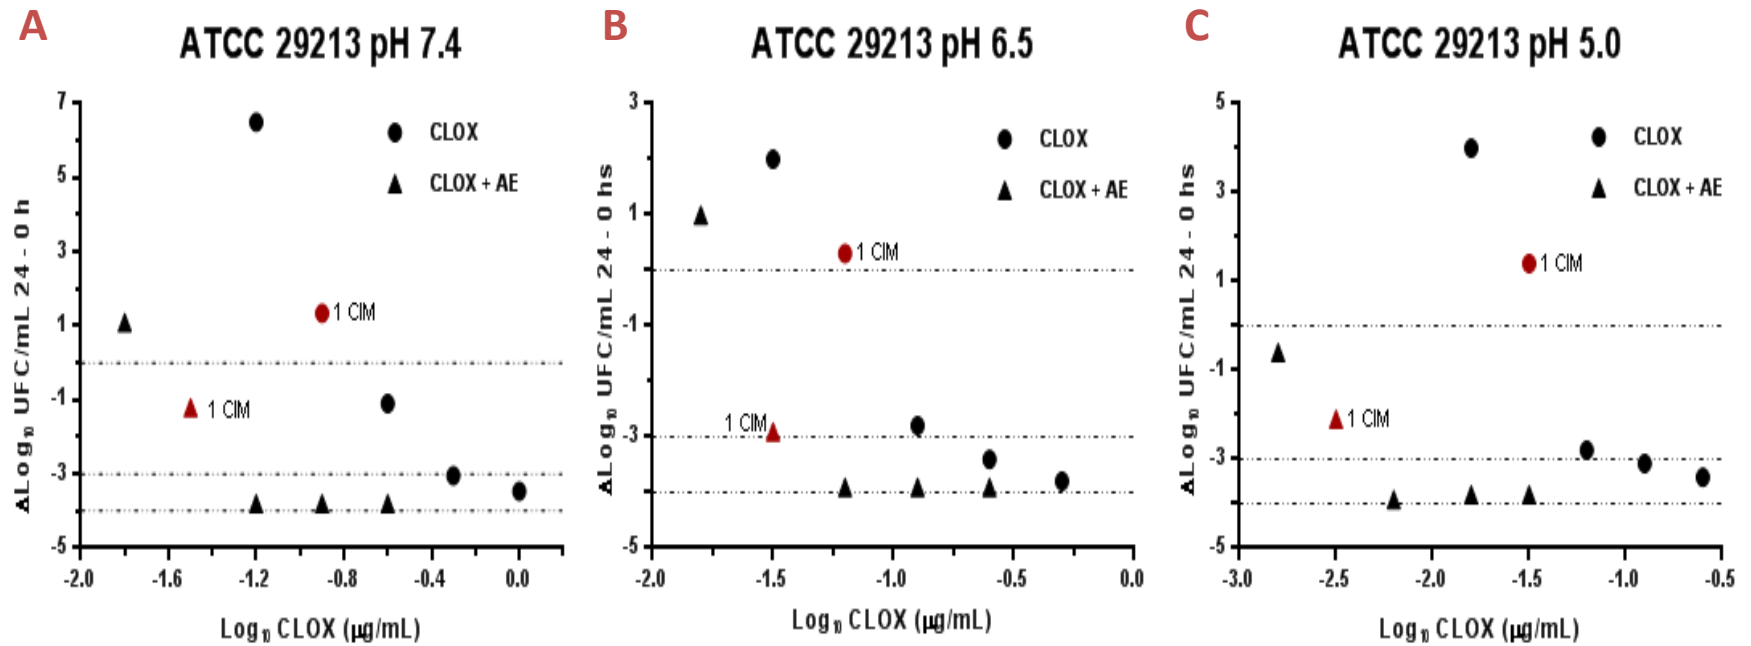 A
ATCC 29213 pH 7.4
ΔLog₁₀ UFC/mL 24 - 0 h
7
5
3
1
-1
-3
-5
CLOX
CLOX + AE
1 CIM
1 CIM
-2.0 -1.6 -1.2 -0.8 -0.4 0.0
Log₁₀ CLOX (µg/mL)
B
ATCC 29213 pH 6.5
ΔLog₁₀ UFC/mL 24 - 0 hs
3
1
-1
-3
-5
CLOX
CLOX + AE
1 CIM
1 CIM
-2.0 -1.5 -1.0 -0.5 0.0
Log₁₀ CLOX (µg/mL)
C
ATCC 29213 pH 5.0
ΔLog₁₀ UFC/mL 24 - 0 hs
5
3
1
-1
-3
-5
CLOX
CLOX + AE
1 CIM
1 CIM
-3.0 -2.5 -2.0 -1.5 -1.0 -0.5
Log₁₀ CLOX (µg/mL)